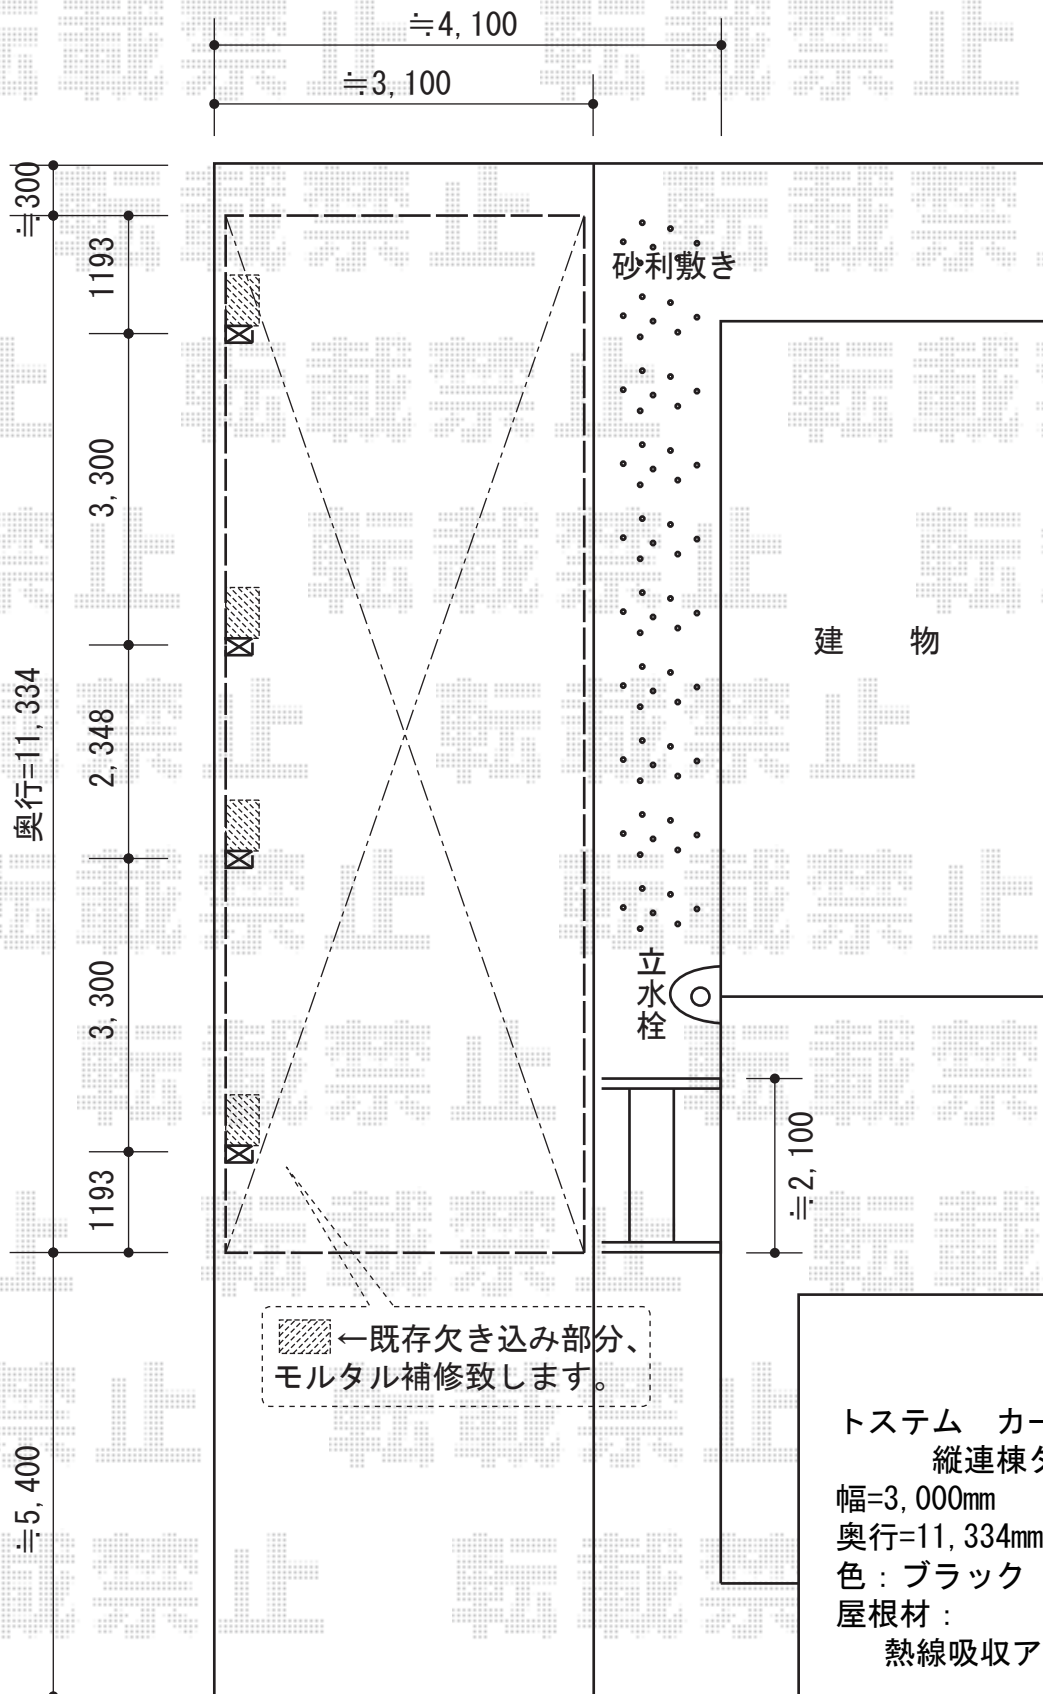 ≒4,100
≒3,100
≒300
1193
3,300
2,348
3,300
1193
奥行=11,334
≒5,400
砂利敷き
建　物
立水栓
≒2,100
←既存欠き込み部分、
モルタル補修致します。
トステム　カー
縦連棟タ
幅=3,000mm
奥行=11,334mm
色：ブラック
屋根材：
熱線吸収ア
転載禁止